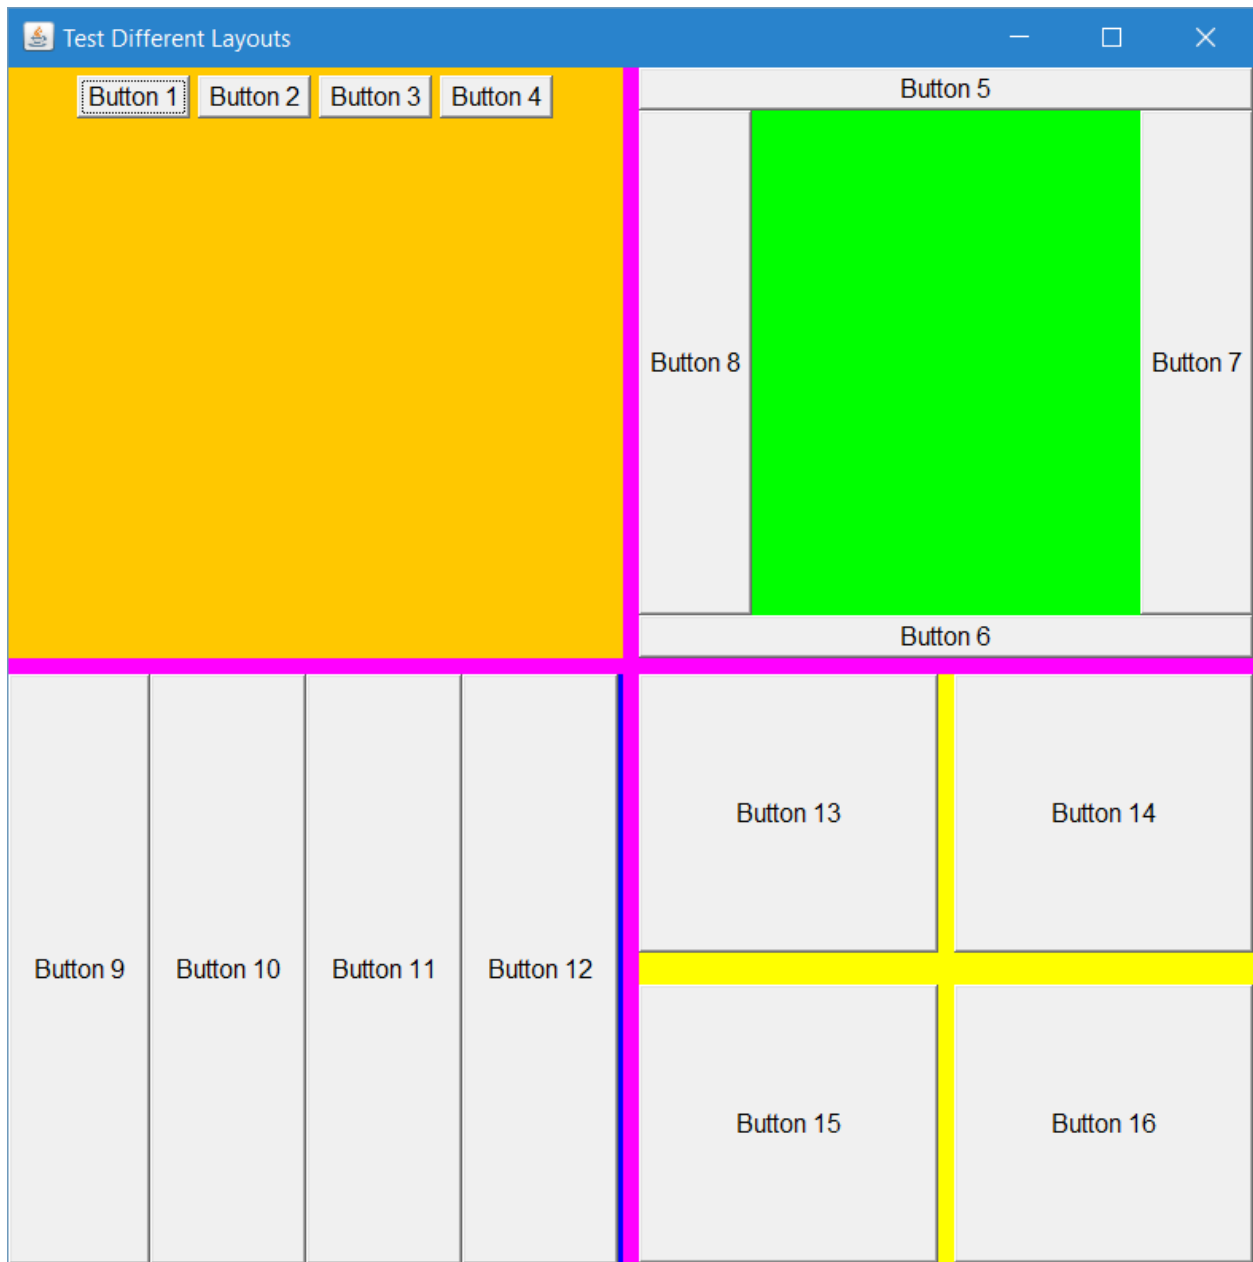 Test Different Layouts
Button 1 Button 2 Button 3 Button 4
Button 5
Button 8 Button 7
Button 6
Button 9 Button 10 Button 11 Button 12
Button 13 Button 14
Button 15 Button 16